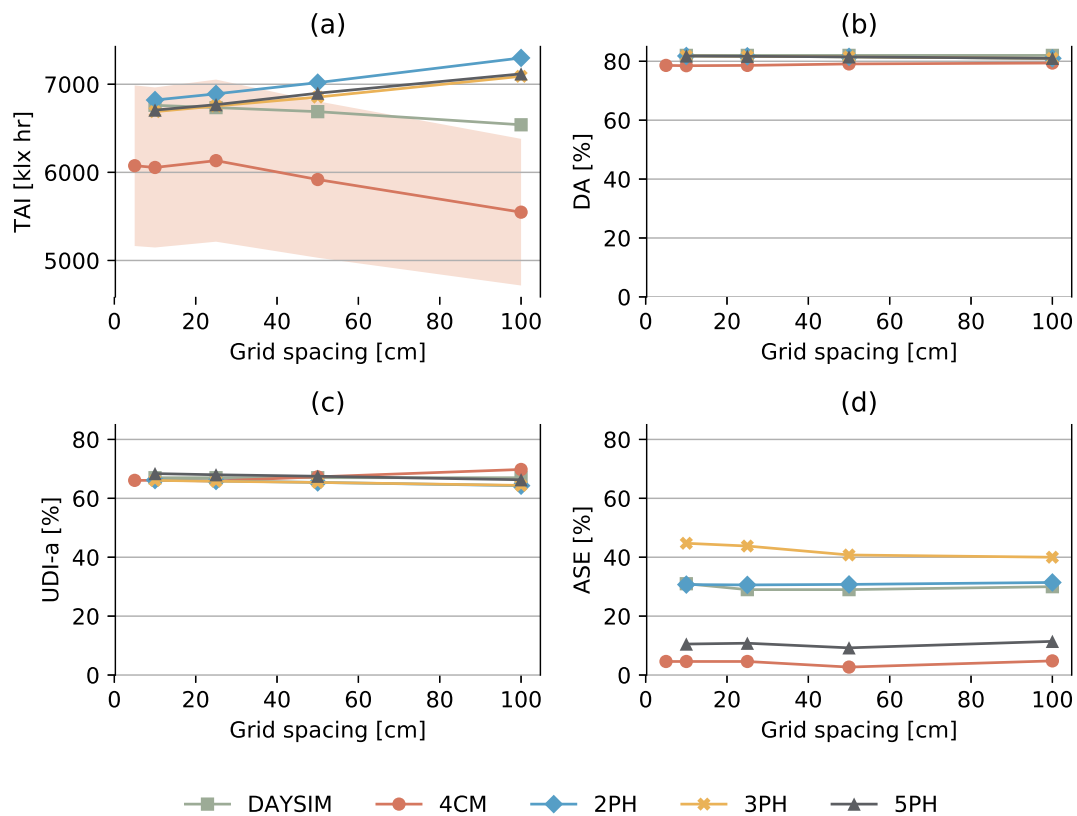 (a)
(b)
TAI [klx hr]
7000
6000
5000
0 20 40 60 80 100
Grid spacing [cm]
DA [%]
80
60
40
20
0
0 20 40 60 80 100
Grid spacing [cm]
(c)
(d)
UDI-a [%]
80
60
40
20
0
0 20 40 60 80 100
Grid spacing [cm]
ASE [%]
80
60
40
20
0
0 20 40 60 80 100
Grid spacing [cm]
DAYSIM 4CM 2PH 3PH 5PH